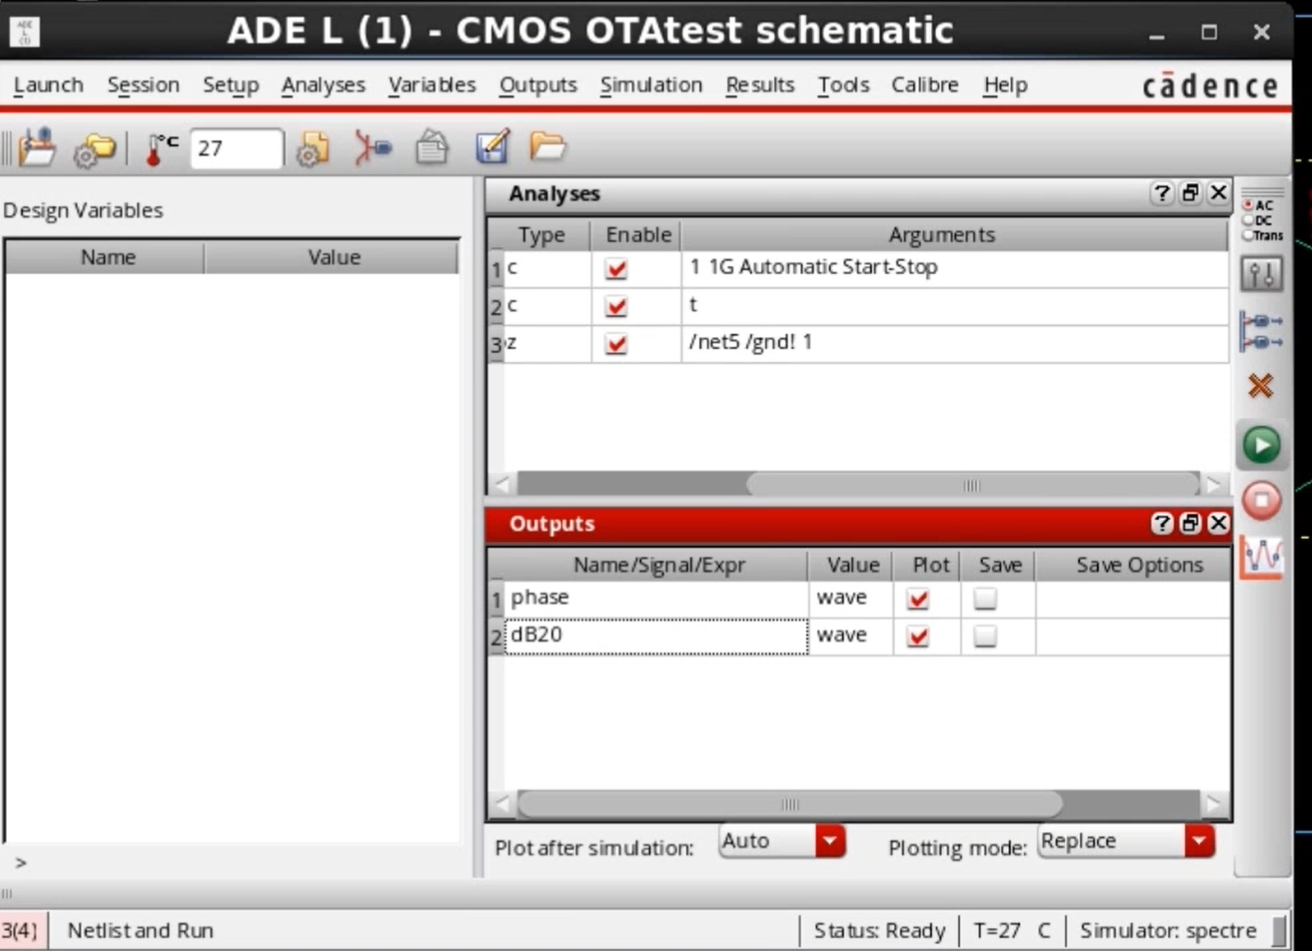 ADE L (1) - CMOS OTAtest schematic
Launch Session Setup Analyses Variables Outputs Simulation Results Tools Calibre Help cādence
°C 27
Design Variables
Name Value
>
Analyses
Type Enable Arguments
1 c 1 1G Automatic Start-Stop
2 c t
3 z /net5 /gnd! 1
AC
DC
Trans
Outputs
Name/Signal/Expr Value Plot Save Save Options
1 phase wave
2 dB20 wave
Plot after simulation: Auto Plotting mode: Replace
3(4) Netlist and Run Status: Ready T=27 C Simulator: spectre